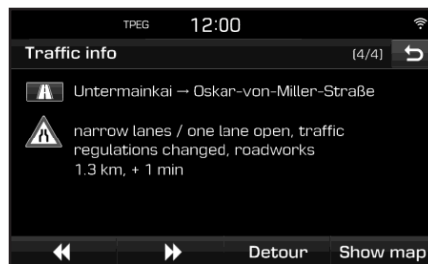 TPEG 12:00
Traffic info (4/4)
Untermainkai → Oskar-von-Miller-Straße
narrow lanes / one lane open, traffic
regulations changed, roadworks
1.3 km, + 1 min
Detour Show map